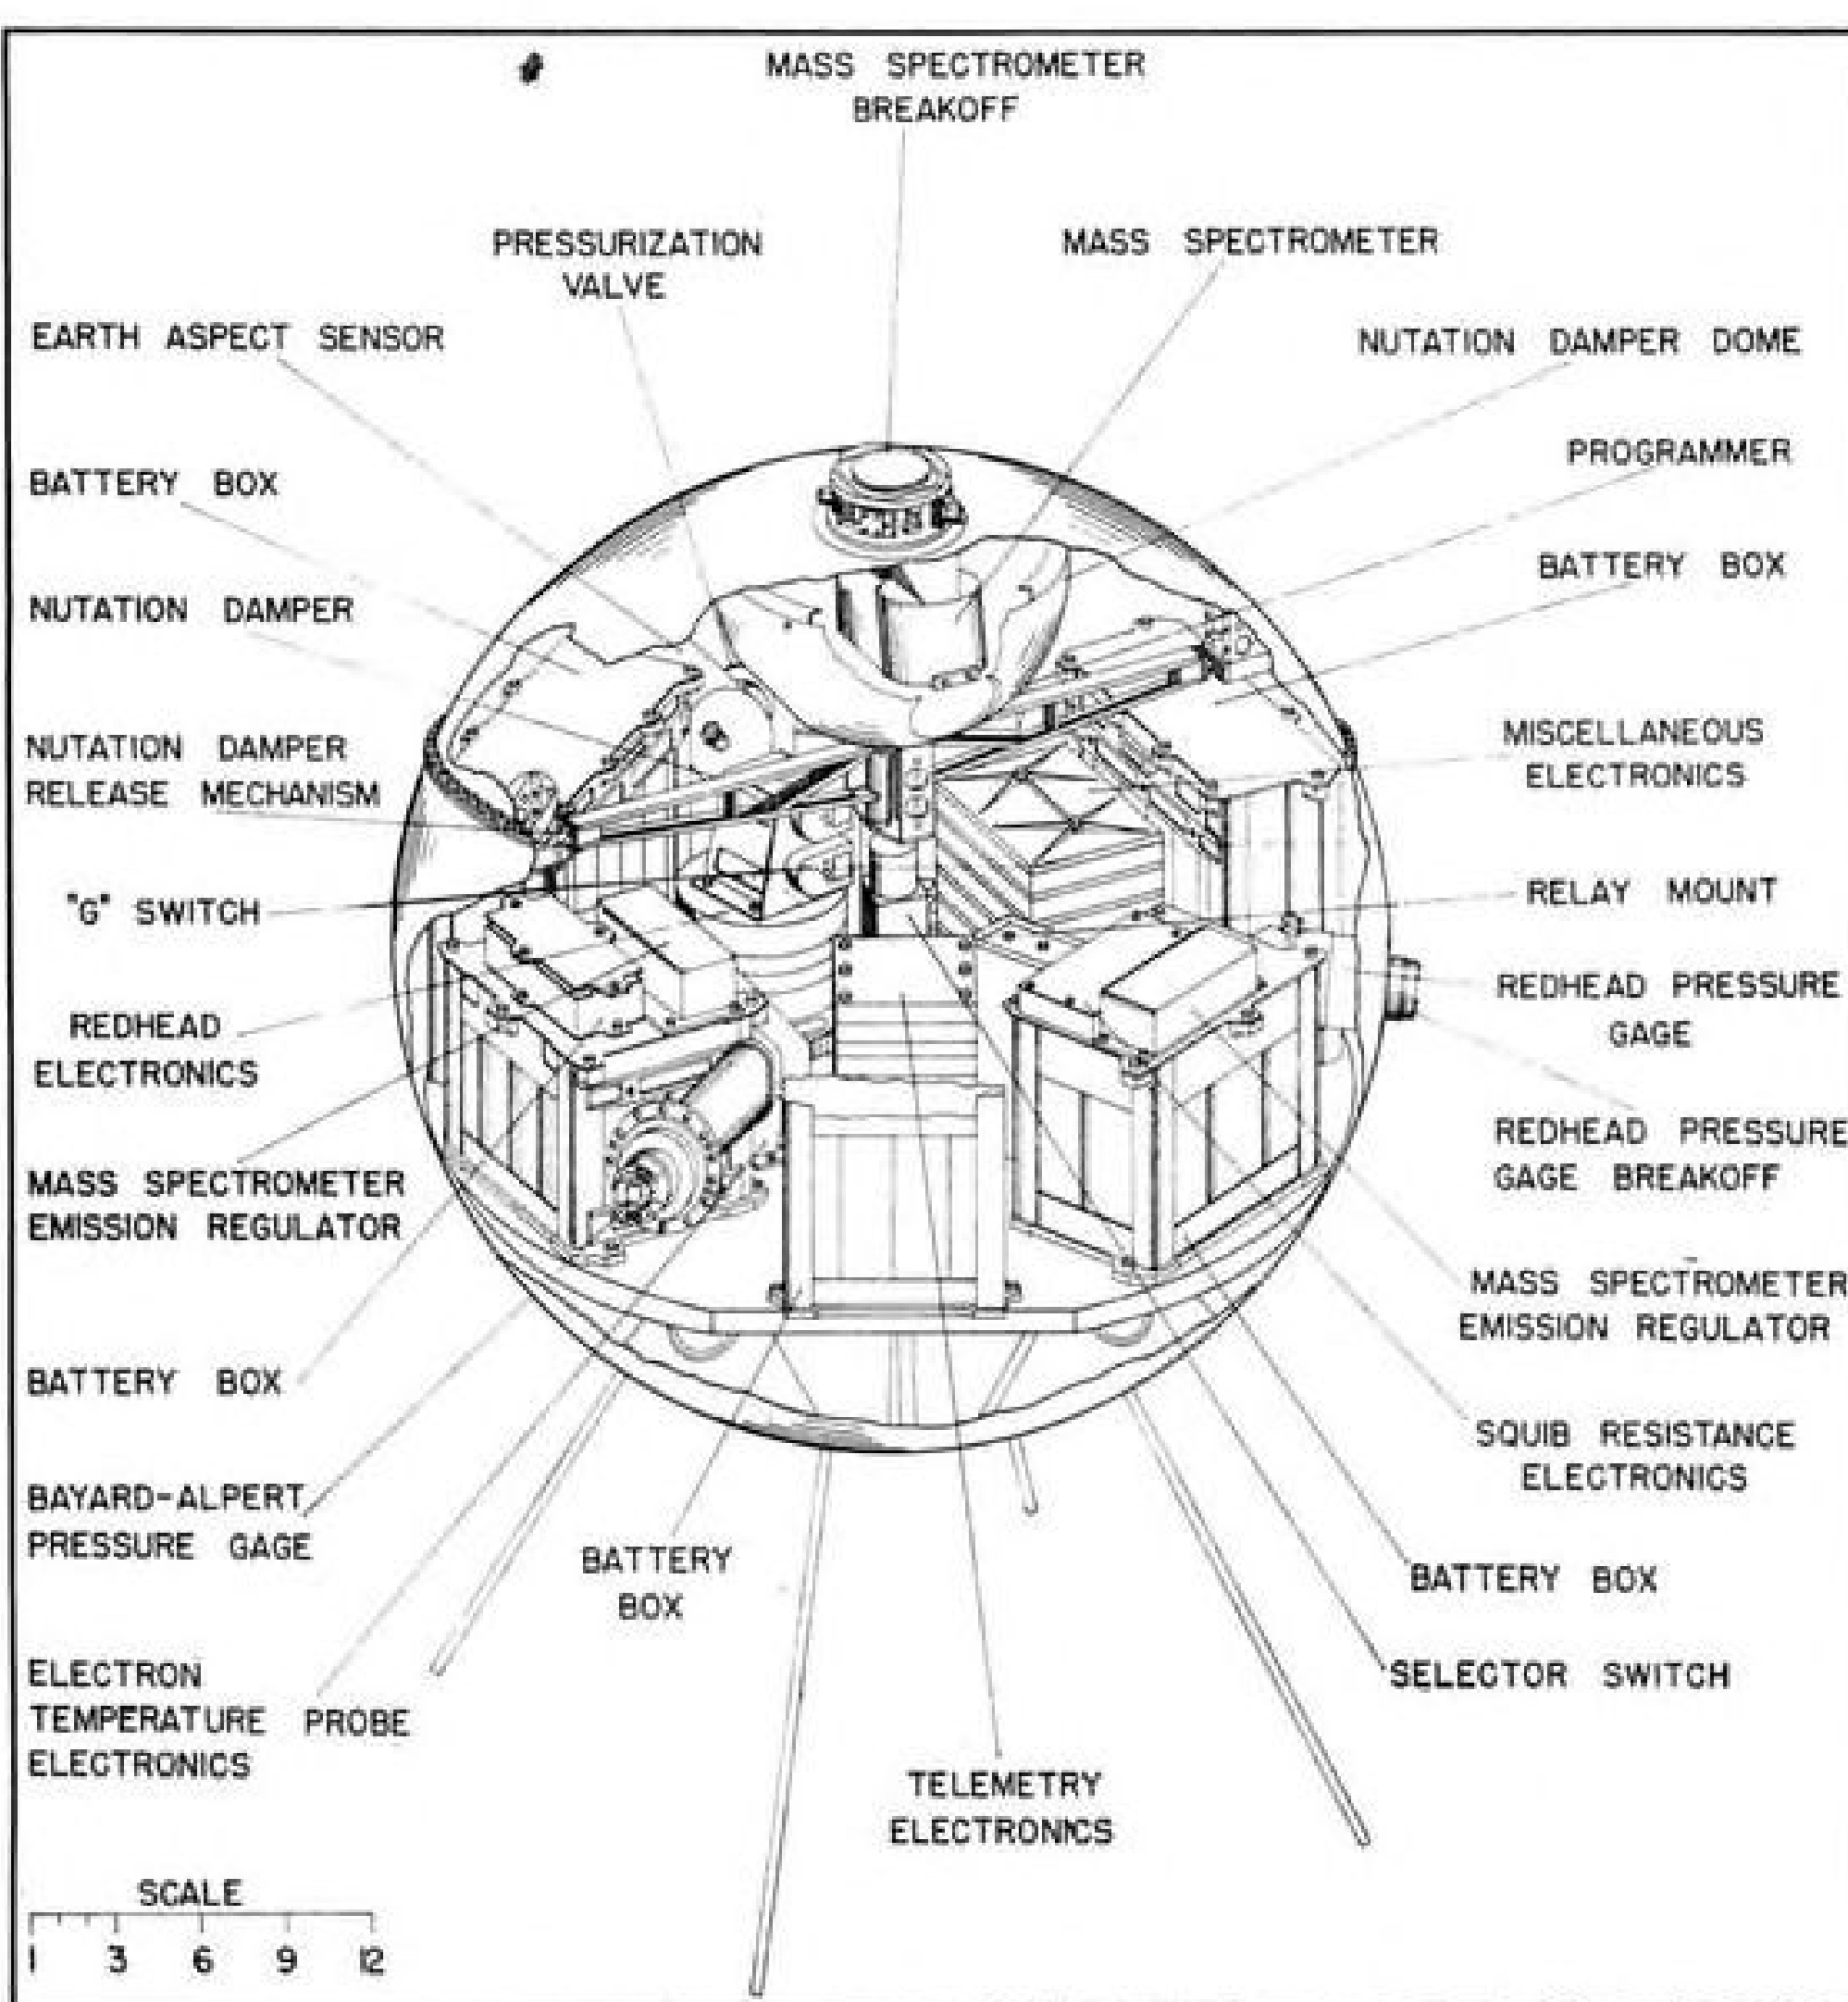 MASS SPECTROMETER
BREAKOFF
PRESSURIZATION
VALVE
MASS SPECTROMETER
EARTH ASPECT SENSOR
NUTATION DAMPER DOME
PROGRAMMER
BATTERY BOX
BATTERY BOX
NUTATION DAMPER
NUTATION DAMPER
RELEASE MECHANISM
MISCELLANEOUS
ELECTRONICS
"G" SWITCH
RELAY MOUNT
REDHEAD
ELECTRONICS
REDHEAD PRESSURE
GAGE
MASS SPECTROMETER
EMISSION REGULATOR
REDHEAD PRESSURE
GAGE BREAKOFF
MASS SPECTROMETER
EMISSION REGULATOR
BATTERY BOX
SQUIB RESISTANCE
ELECTRONICS
BAYARD-ALPERT
PRESSURE GAGE
BATTERY
BOX
BATTERY BOX
ELECTRON
TEMPERATURE PROBE
ELECTRONICS
SELECTOR SWITCH
TELEMETRY
ELECTRONICS
SCALE
1 3 6 9 12